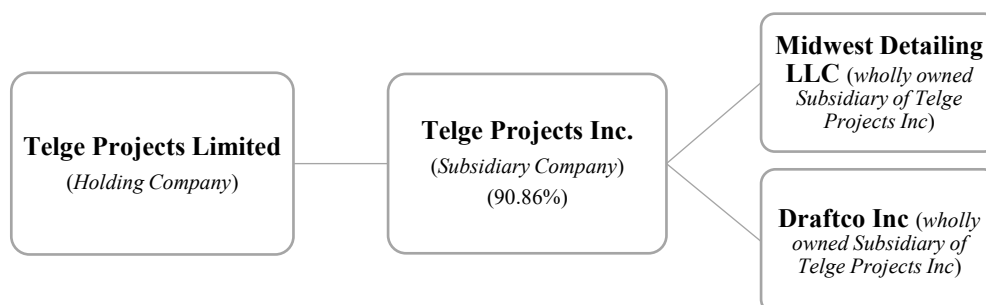 Telge Projects Limited
(Holding Company)
Telge Projects Inc.
(Subsidiary Company)
(90.86%)
Midwest Detailing
LLC (wholly owned
Subsidiary of Telge
Projects Inc)
Draftco Inc (wholly
owned Subsidiary of
Telge Projects Inc)